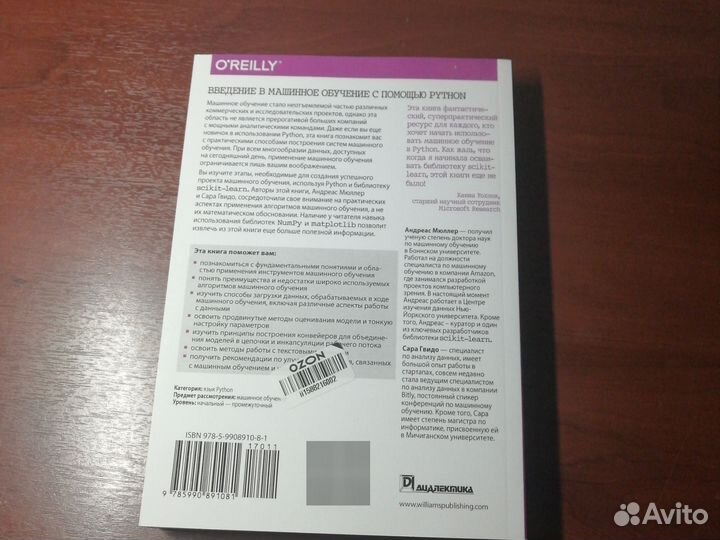 O'REILLY®
ВВЕДЕНИЕ В МАШИННОЕ ОБУЧЕНИЕ С ПОМОЩЬЮ PYTHON
Машинное обучение стало неотъемлемой частью различных
коммерческих и исследовательских проектов, однако эта
область не является прерогативой больших компаний
с мощными аналитическими командами. Даже если вы еще
новичок в использовании Python, эта книга познакомит вас
с практическими способами построения систем машинного
обучения. При всем многообразии данных, доступных
на сегодняшний день, применение машинного обучения
ограничивается лишь вашим воображением.
Вы изучите этапы, необходимые для создания успешного
проекта машинного обучения, используя Python и библиотеку
scikit-learn. Авторы этой книги, Андреас Мюллер
и Сара Гвидо, сосредоточили свое внимание на практических
аспектах применения алгоритмов машинного обучения, а не
их математическом обосновании. Наличие у читателя навыка
использования библиотек NumPy и matplotlib позволит
извлечь из этой книги еще больше полезной информации.
Эта книга поможет вам:
познакомиться с фундаментальными понятиями и обла-
стью применения инструментов машинного обучения
понять преимущества и недостатки широко используемых
алгоритмов машинного обучения
изучить способы загрузки данных, обрабатываемых в ходе
машинного обучения, включая различные аспекты работы
с данными
освоить продвинутые методы оценивания модели и тонкую
настройку параметров
изучить принципы построения конвейеров для объедине-
ния моделей в цепочки и инкапсуляции рабочего потока
освоить методы работы с текстовыми
получить рекомендации по связанных
с машинным обучением и
Категория: язык Python
Предмет рассмотрения: машинное обучен
Уровень: начальный — промежуточный
OZON
ISBN 978-5-9908910-8-1
17011
9 785990 891081
Эта книга фантастиче-
ский, суперпрактический
ресурс для каждого, кто
хочет начать использо-
вать машинное обучение
в Python. Как жаль, что
когда я начинала осваи-
вать библиотеку scikit-
learn, этой книги еще не
было!
Ханна Уоллак,
старший научный сотрудник
Microsoft Research
Андреас Мюллер — получил
ученую степень доктора наук
по машинному обучению
в Боннском университете.
Работал на должности
специалиста по машинному
обучению в компании Amazon,
где занимался разработкой
проектов компьютерного
зрения. В настоящий момент
Андреас работает в Центре
изучения данных Нью-
Йоркского университета. Кроме
того, Андреас – куратор и один
из ключевых разработчиков
библиотеки scikit-learn.
Сара Гвидо — специалист
по анализу данных, имеет
большой опыт работы в
стартапах, совсем недавно
стала ведущим специалистом
по анализу данных в компании
Bitly, постоянный спикер
конференций по машинному
обучению. Кроме того, Сара
имеет степень магистра по
информатике, присвоенную ей
в Мичиганском университете.
ДИАЛЕКТИКА
www.williamspublishing.com
Avito